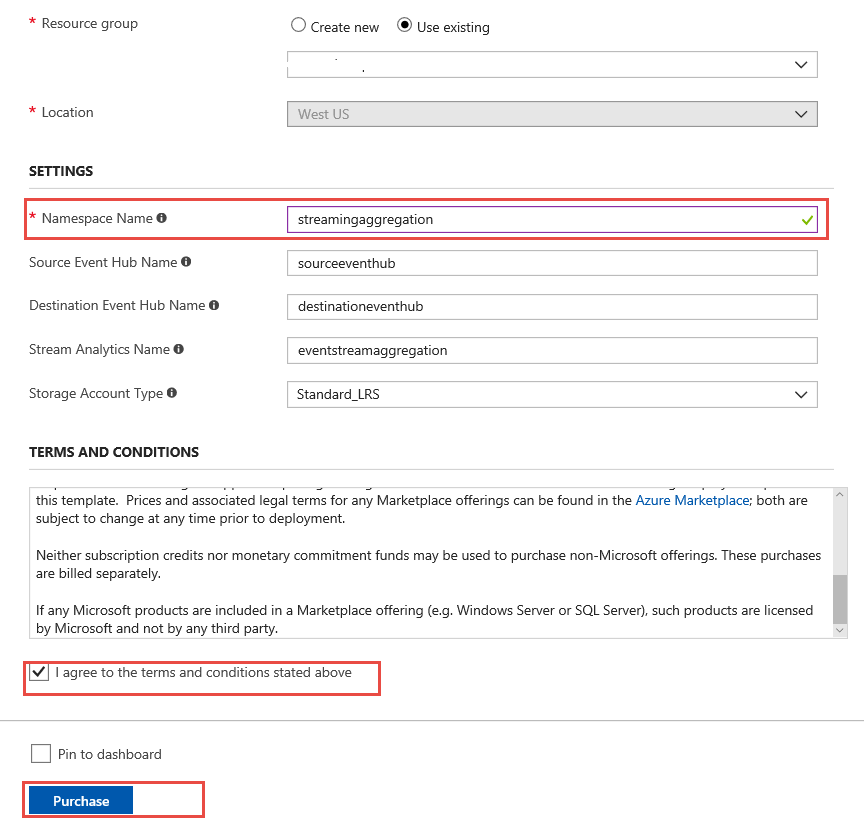 * Resource group
Create new Use existing
* Location West US
SETTINGS
* Namespace Name streamingaggregation
Source Event Hub Name sourceeventhub
Destination Event Hub Name destinationeventhub
Stream Analytics Name eventstreamaggregation
Storage Account Type Standard_LRS
TERMS AND CONDITIONS
this template. Prices and associated legal terms for any Marketplace offerings can be found in the Azure Marketplace; both are
subject to change at any time prior to deployment.
Neither subscription credits nor monetary commitment funds may be used to purchase non-Microsoft offerings. These purchases
are billed separately.
If any Microsoft products are included in a Marketplace offering (e.g. Windows Server or SQL Server), such products are licensed
by Microsoft and not by any third party.
I agree to the terms and conditions stated above
Pin to dashboard
Purchase